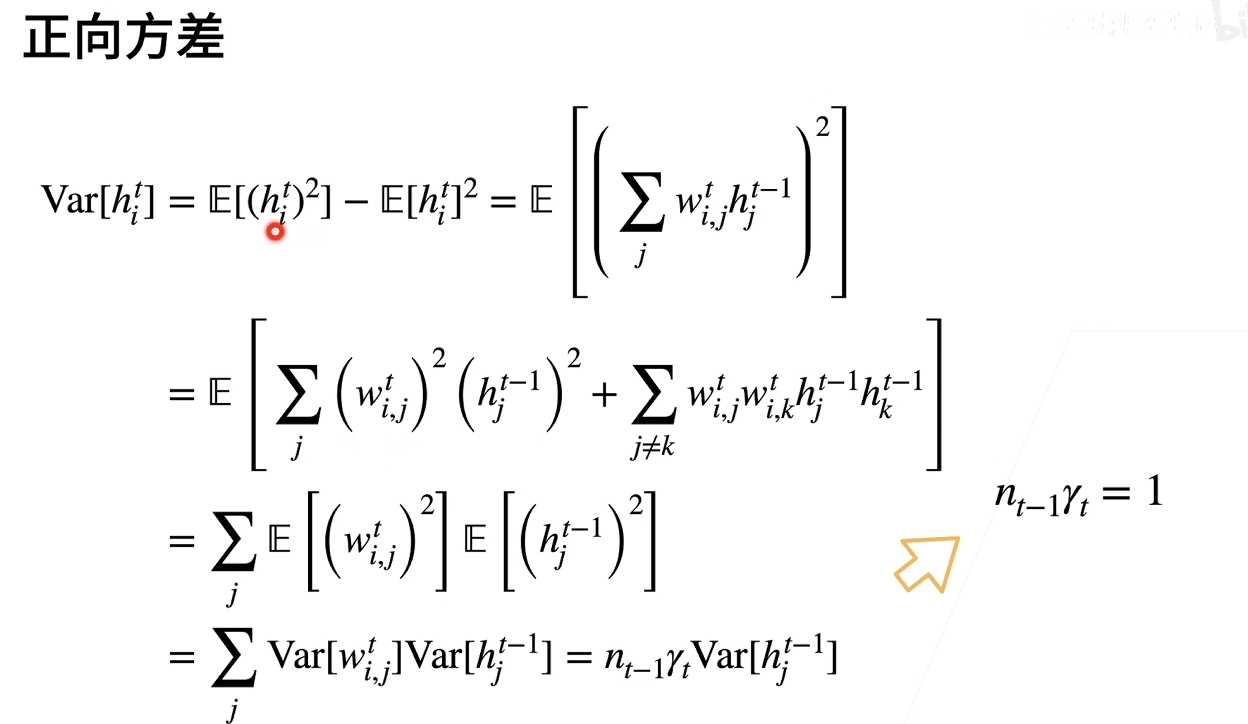 正向方差
Var[h_i^t] = 𝔼[(h_i^t)^2] − 𝔼[h_i^t]^2 = 𝔼 [ ( ∑_j w_{i,j}^t h_j^{t−1} )^2 ]
= 𝔼 [ ∑_j (w_{i,j}^t)^2 (h_j^{t−1})^2 + ∑_{j≠k} w_{i,j}^t w_{i,k}^t h_j^{t−1} h_k^{t−1} ]
n_{t−1}γ_t = 1
= ∑_j 𝔼 [ (w_{i,j}^t)^2 ] 𝔼 [ (h_j^{t−1})^2 ]
= ∑_j Var[w_{i,j}^t]Var[h_j^{t−1}] = n_{t−1}γ_t Var[h_j^{t−1}]